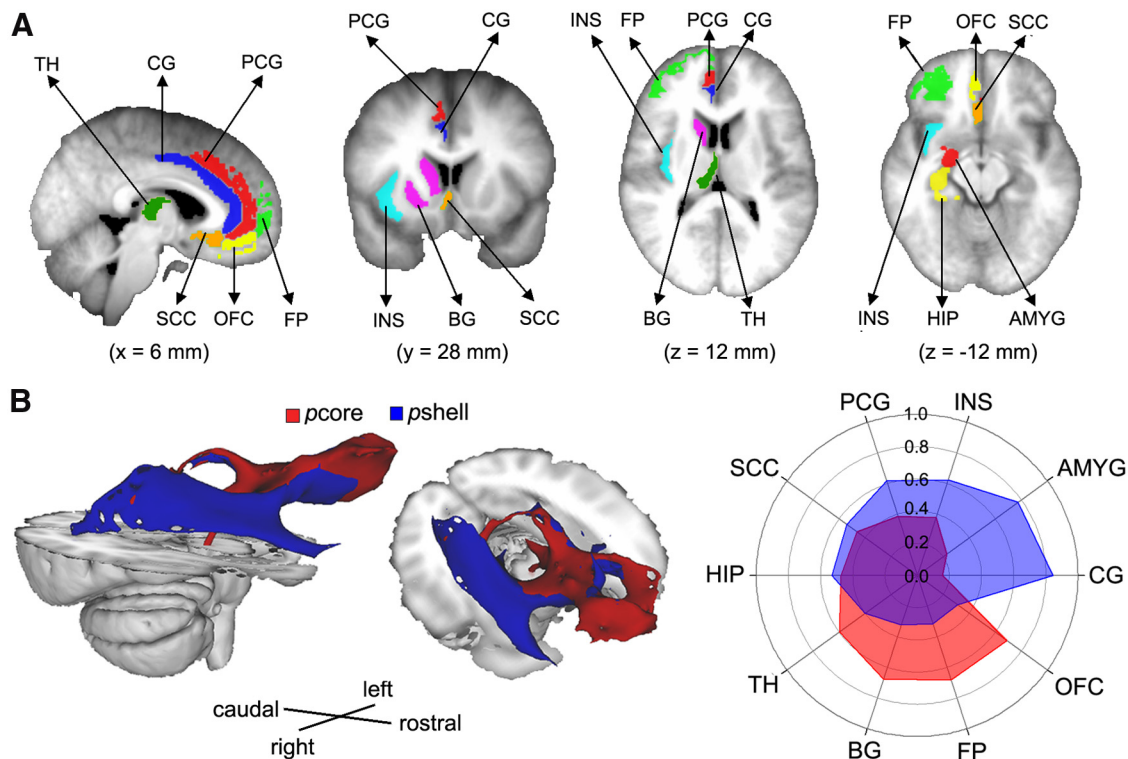 A
TH CG PCG
SCC OFC FP
(x = 6 mm)
PCG CG
INS BG SCC
(y = 28 mm)
INS FP PCG CG
BG TH
(z = 12 mm)
FP OFC SCC
INS HIP AMYG
(z = -12 mm)
B
pcore pshell
left
caudal
rostral
right
PCG INS
SCC AMYG
HIP CG
TH OFC
BG FP
1.0
0.8
0.6
0.4
0.2
0.0